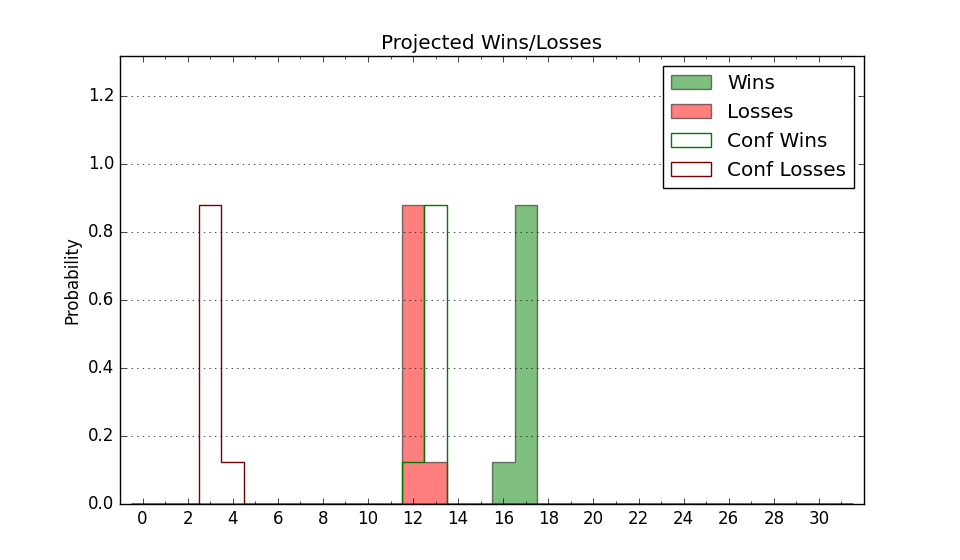 Projected Wins/Losses
Wins
Losses
Conf Wins
Conf Losses
Probability
1.2
1.0
0.8
0.6
0.4
0.2
0.0
0 2 4 6 8 10 12 14 16 18 20 22 24 26 28 30